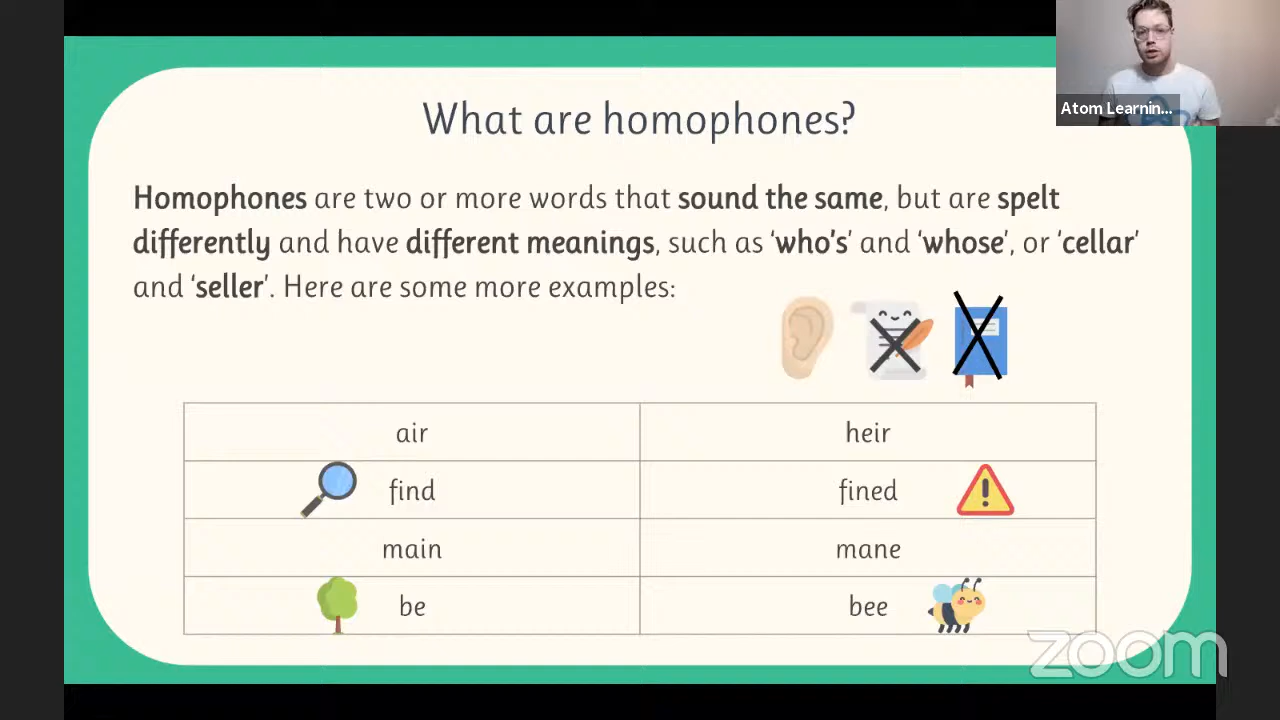 What are homophones?
Atom Learnin...
Homophones are two or more words that sound the same, but are spelt
differently and have different meanings, such as ‘who's’ and ‘whose’, or ‘cellar’
and ‘seller’. Here are some more examples:
air heir
find fined
main mane
be bee
zoom